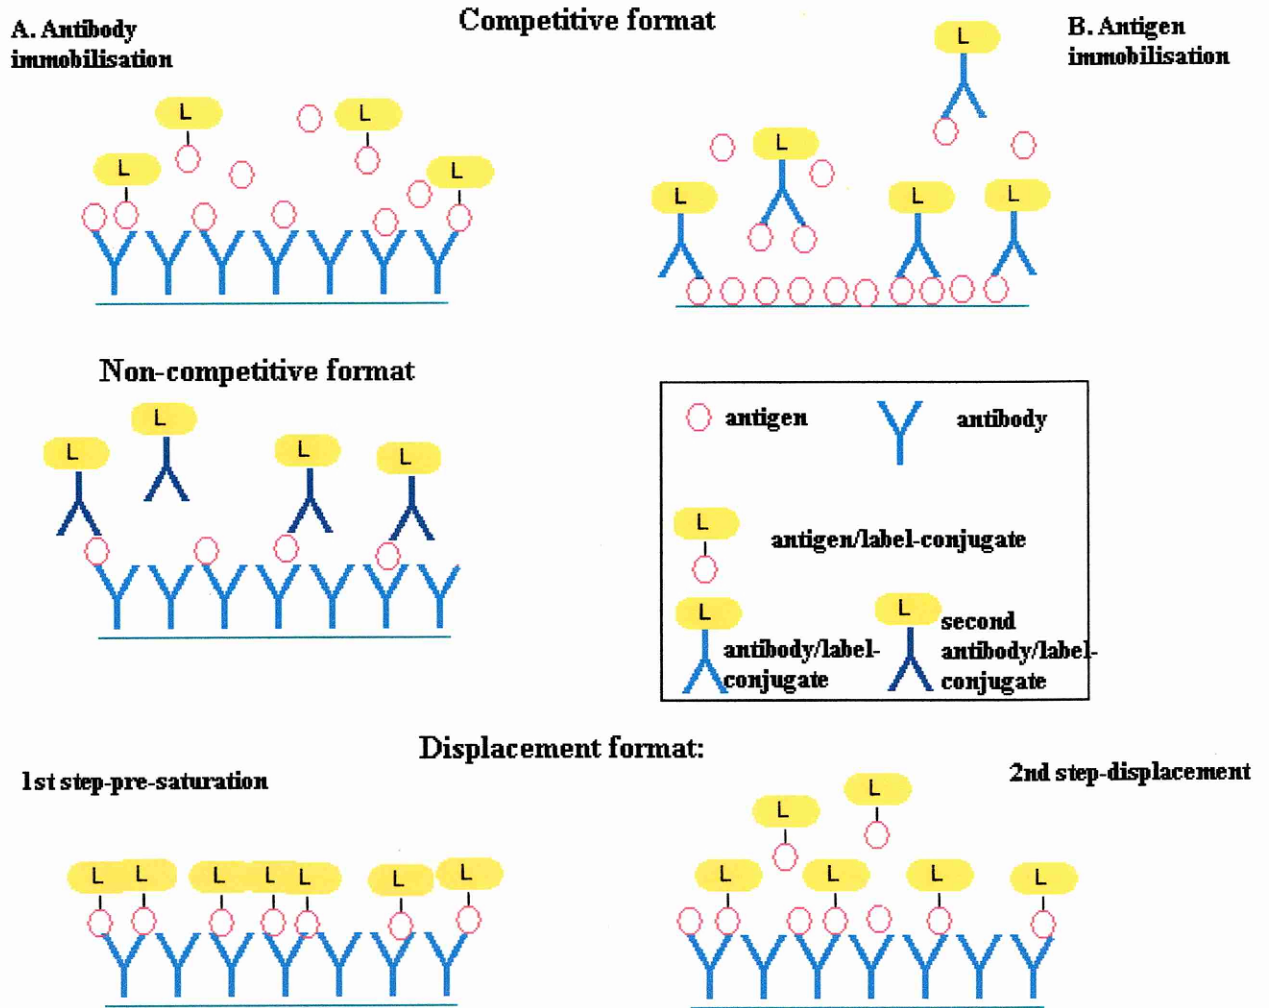 Competitive format
A. Antibody
immobilisation
B. Antigen
immobilisation
L
L
L
L
L
L
L
L
L
Non-competitive format
L
L
L
L
antigen
antibody
L
antigen/label-conjugate
L
antibody/label-
conjugate
L
second
antibody/label-
conjugate
Displacement format:
1st step-pre-saturation
2nd step-displacement
L
L
L
L
L
L
L
L
L
L
L
L
L